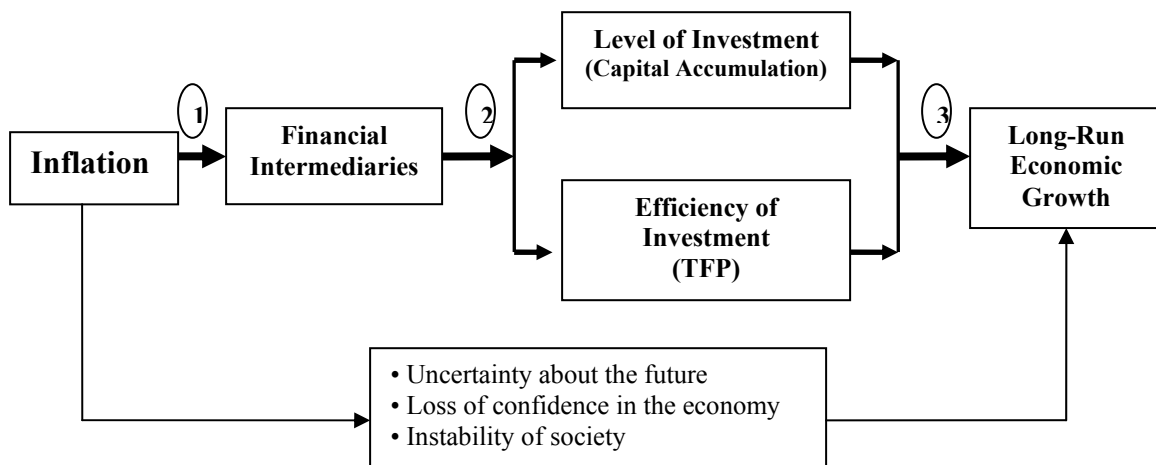 Level of Investment
(Capital Accumulation)
1
2
3
Inflation
Financial
Intermediaries
Long-Run
Economic
Growth
Efficiency of
Investment
(TFP)
• Uncertainty about the future
• Loss of confidence in the economy
• Instability of society